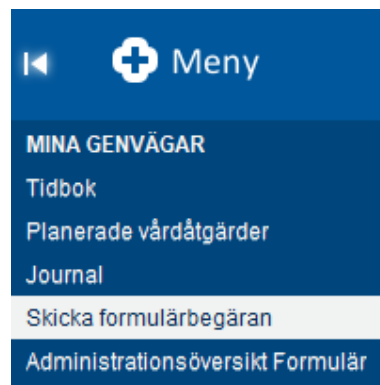 Meny
MINA GENVÄGAR
Tidbok
Planerade vårdåtgärder
Journal
Skicka formulärbegäran
Administrationsöversikt Formulär